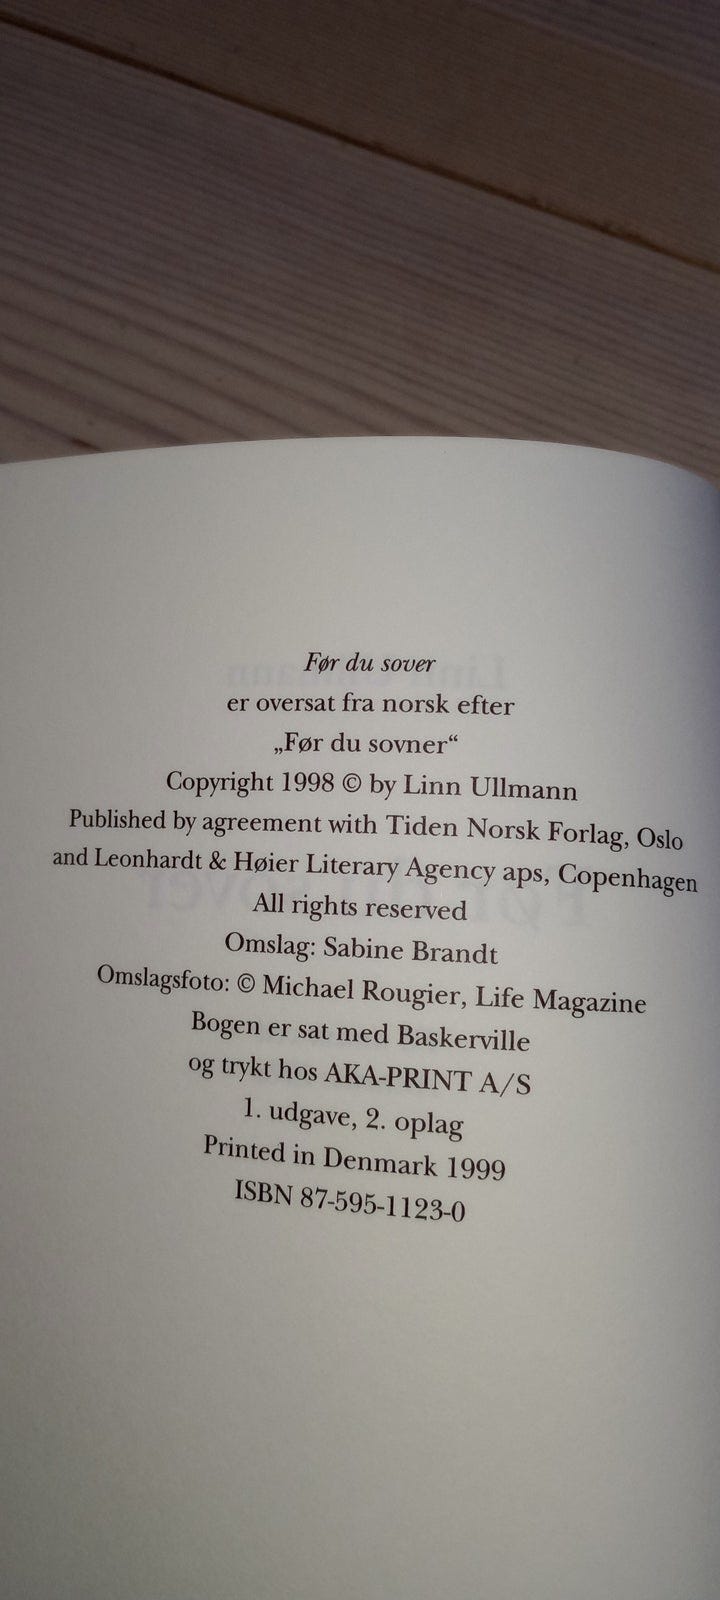 Før du sover
er oversat fra norsk efter
„Før du sovner“
Copyright 1998 © by Linn Ullmann
Published by agreement with Tiden Norsk Forlag, Oslo
and Leonhardt & Høier Literary Agency aps, Copenhagen
All rights reserved
Omslag: Sabine Brandt
Omslagsfoto: © Michael Rougier, Life Magazine
Bogen er sat med Baskerville
og trykt hos AKA-PRINT A/S
1. udgave, 2. oplag
Printed in Denmark 1999
ISBN 87-595-1123-0